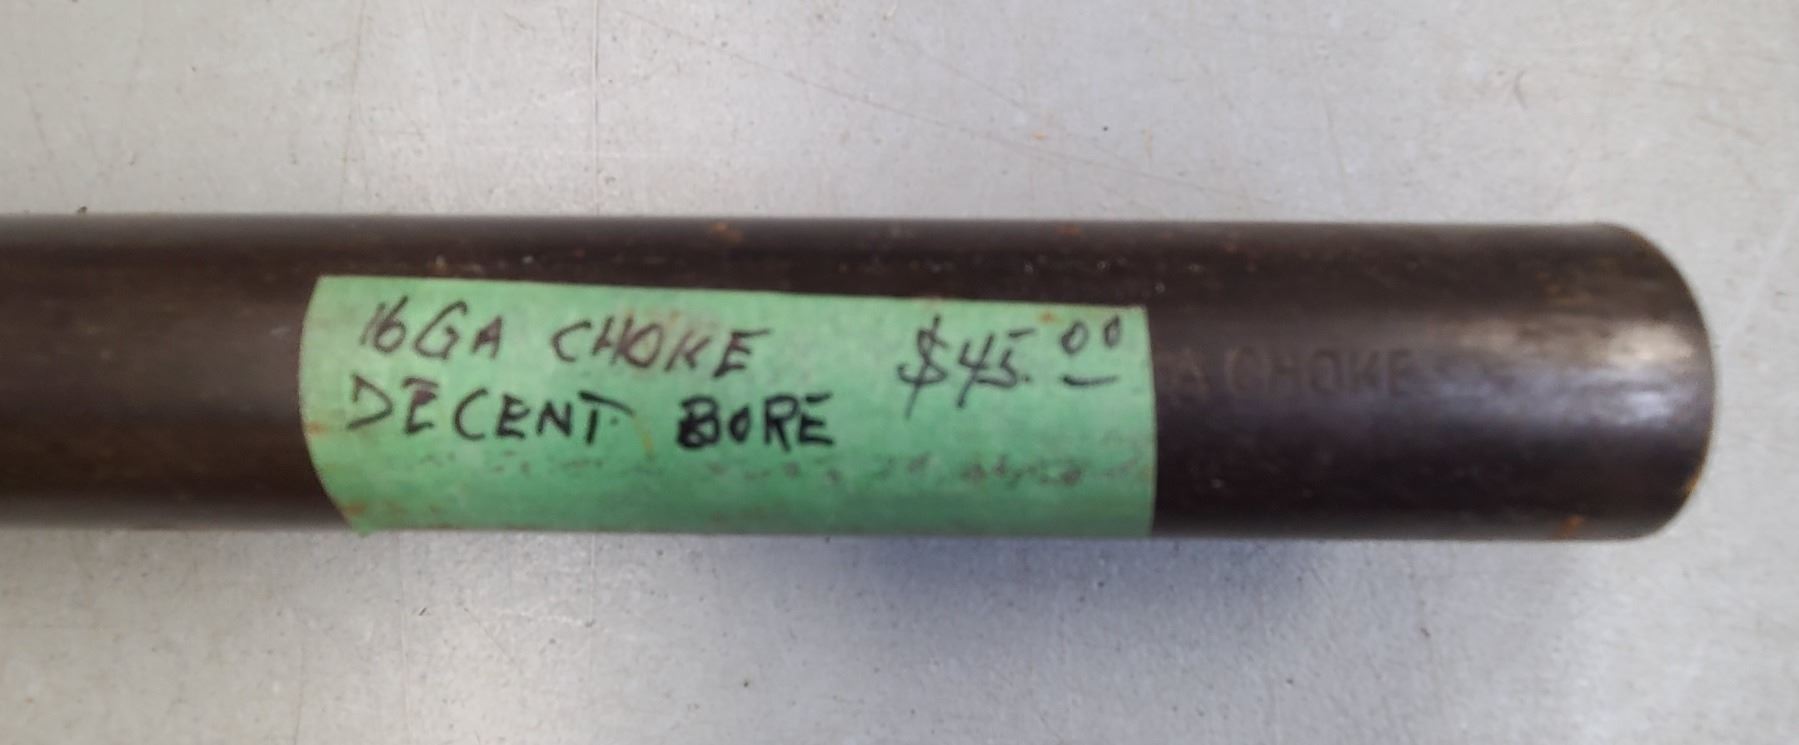 16GA CHOKE $45.00
DECENT BORE
A CHOKE